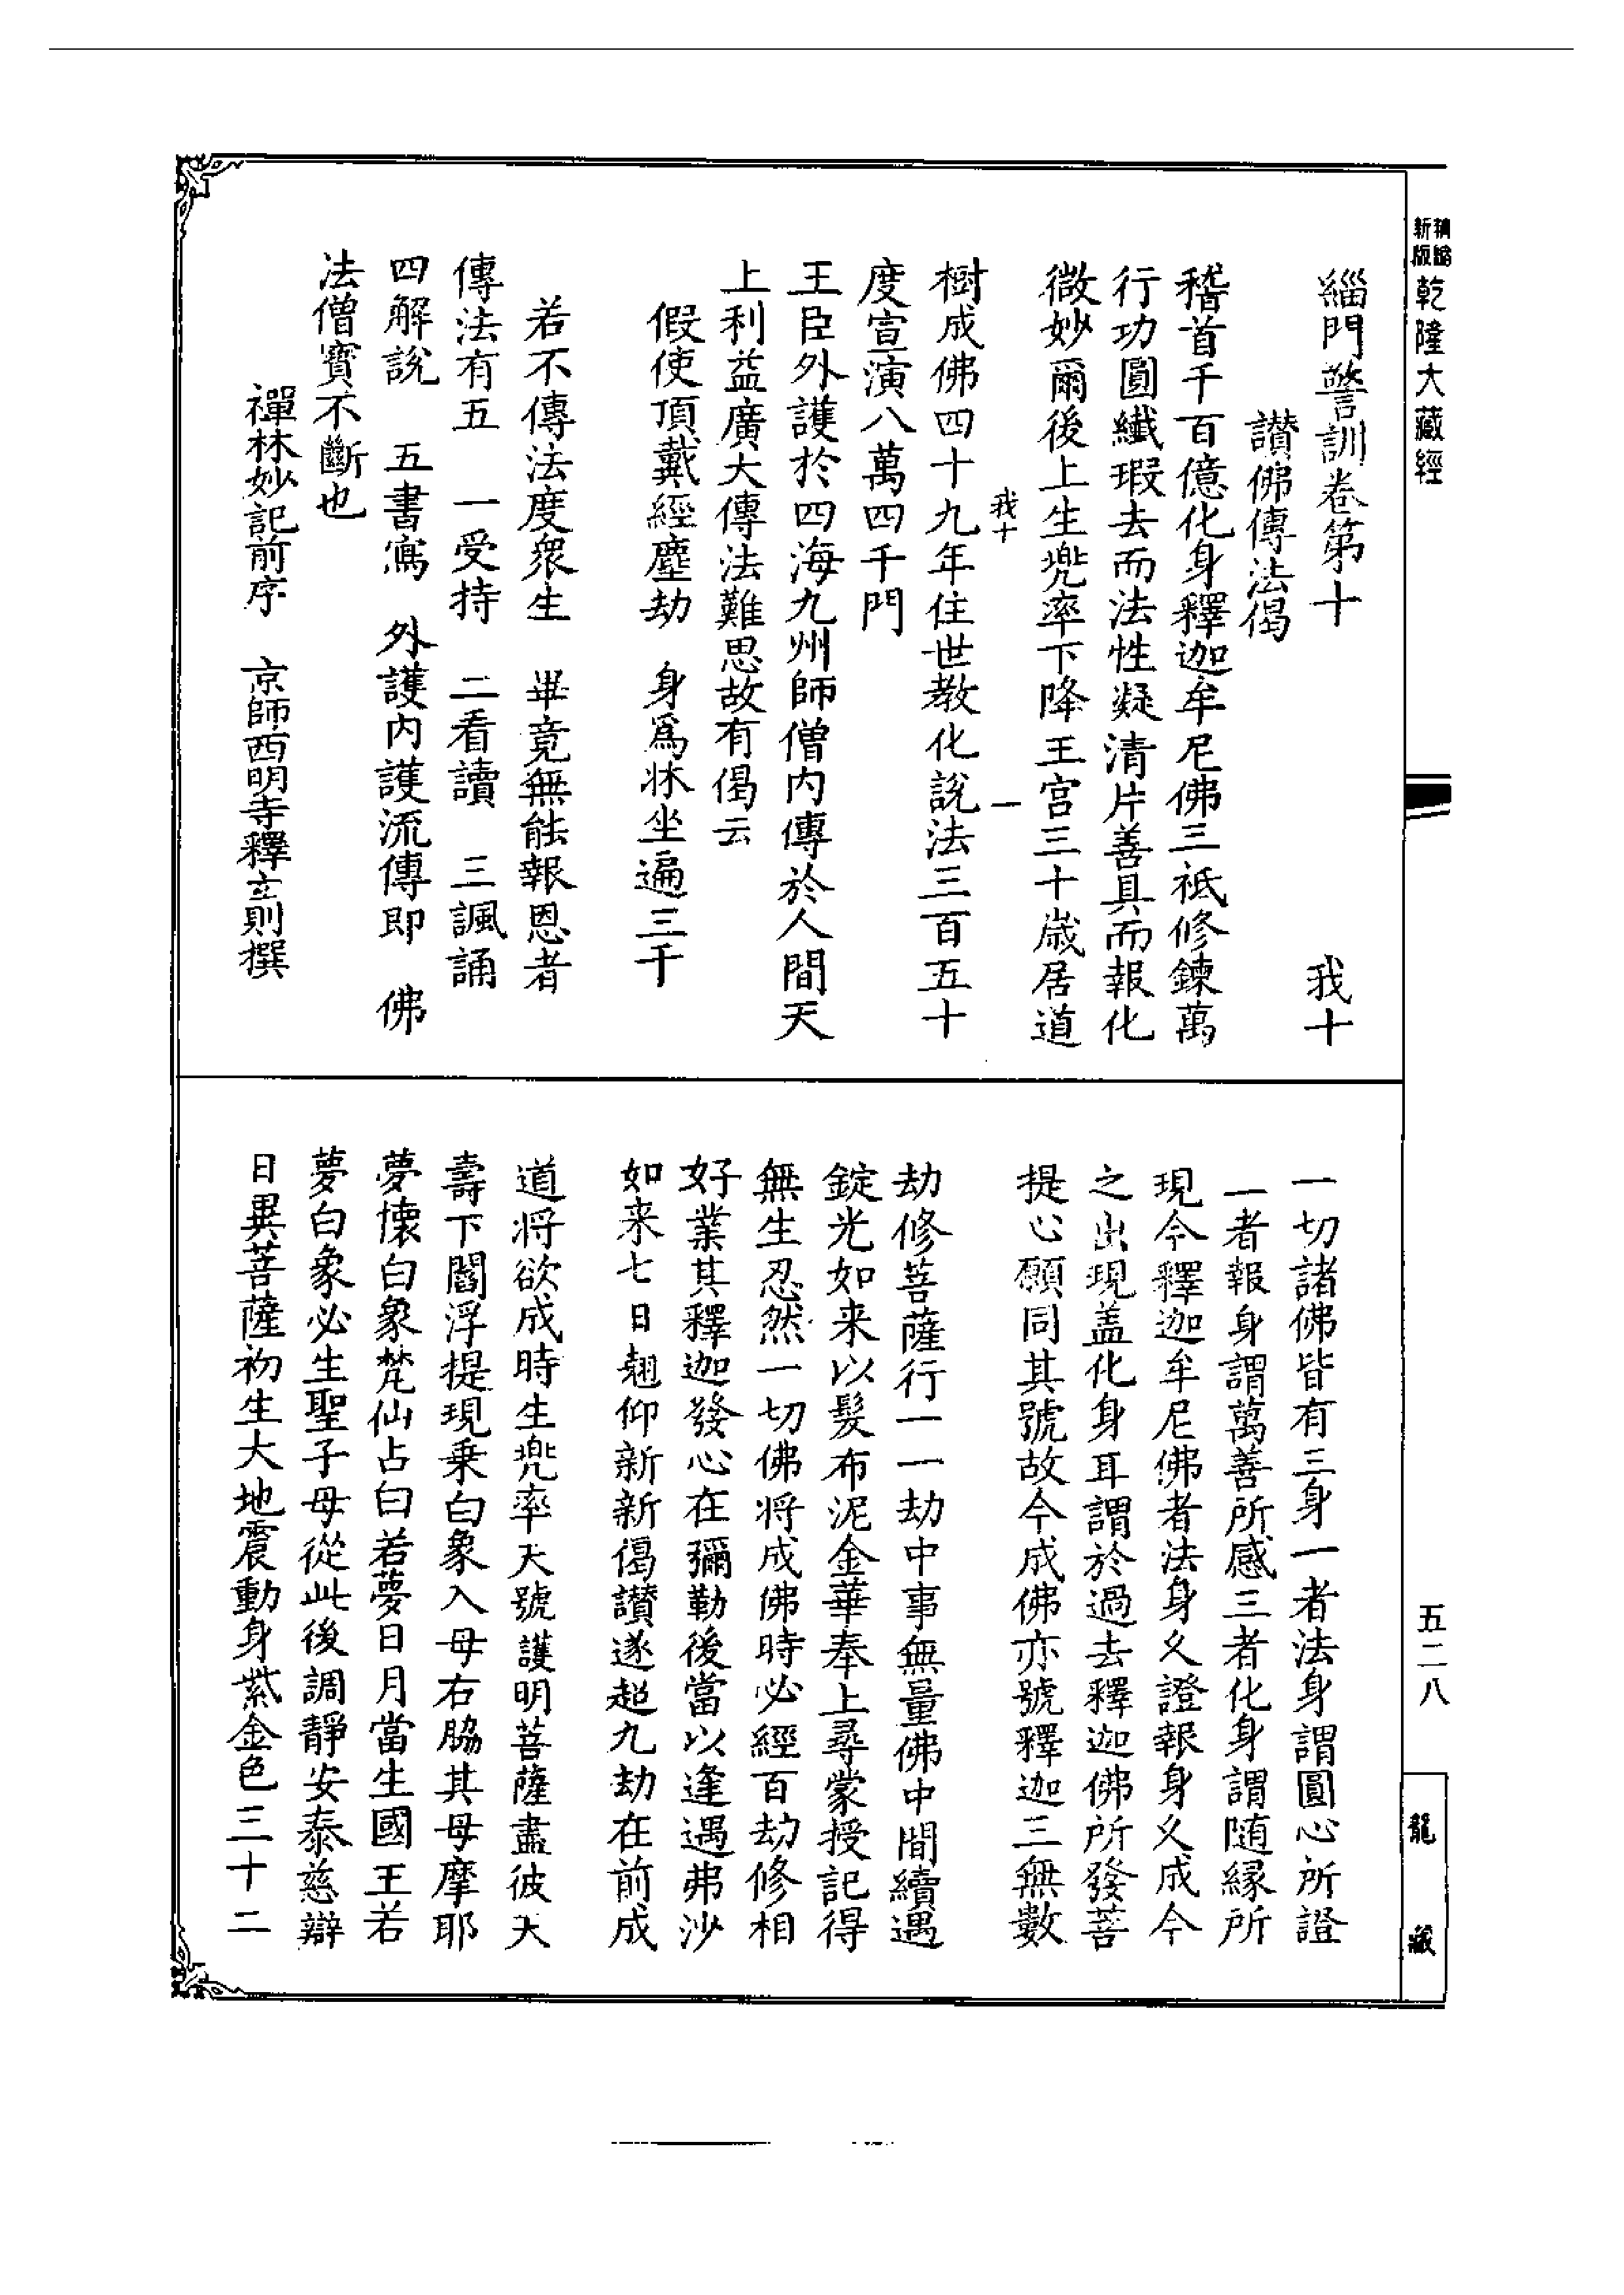 新版
精縮
乾隆大藏經
五二八
龍藏
緇門警訓卷第十　我十
讚佛傳法偈
稽首千百億化身釋迦牟尼佛三祇修鍊萬
行功圓纖瑕去而法性凝清片善具而報化
微妙爾後上生兜率下降王宫三十歲居道
我十　一
樹成佛四十九年住世教化説法三百五十
度宣演八萬四千門
王臣外護於四海九州師僧内傳於人間天
上利益廣大傳法難思故有偈云
假使頂戴經塵劫　身爲牀坐遍三千
若不傳法度衆生　畢竟無能報恩者
傳法有五　一受持　二看讀　三諷誦
四解説　五書寫　外護内護流傳即　佛
法僧寳不斷也
禪林妙記前序　京師西明寺釋玄則撰
一切諸佛皆有三身一者法身謂圓心所證
二者報身謂萬善所感三者化身謂随緣所
現今釋迦牟尼佛者法身久證報身久成今
之出現盖化身耳謂於過去釋迦佛所發菩
提心願同其號故今成佛亦號釋迦三無數
劫修菩薩行一一劫中事無量佛中間續遇
錠光如来以髮布泥金華奉上尋蒙授記得
無生忍然一切佛将成佛時必經百劫修相
好業其釋迦發心在彌勒後當以逢遇弗沙
如来七日翹仰新新偈讃遂超九劫在前成
道将欲成時生兜率天號護明菩薩盡彼天
壽下閻浮提現乗白象入母右脇其母摩耶
夢懐白象梵仙占曰若夢日月當生國王若
夢白象必生聖子母從此後調靜安泰慈辯
日異菩薩初生大地震動身紫金色三十二